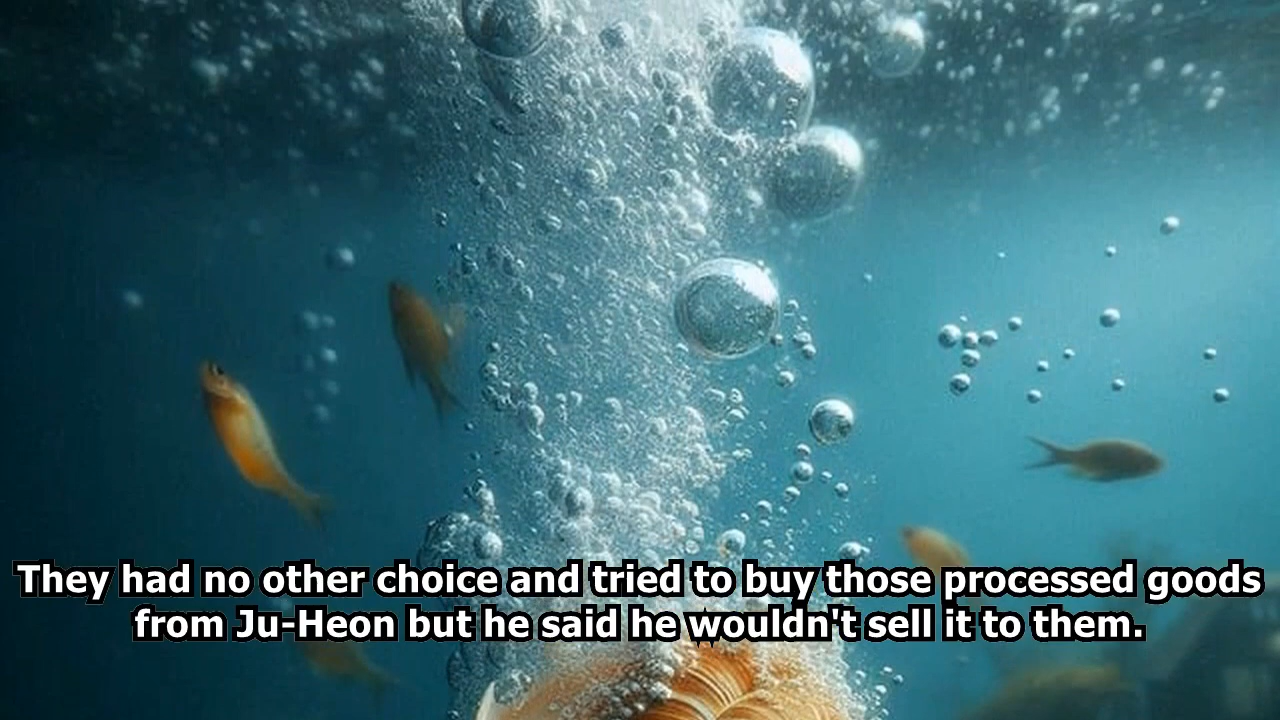 They had no other choice and tried to buy those processed goods
from Ju-Heon but he said he wouldn't sell it to them.